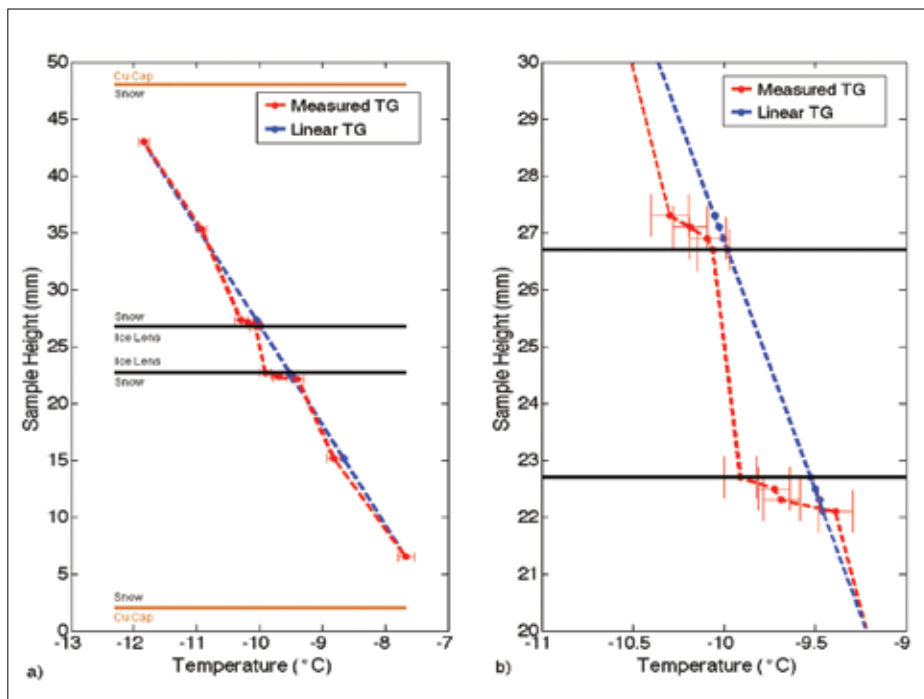 50
45
40
35
30
25
20
15
10
5
0
Sample Height (mm)
Cu Cap
Snow
Measured TG
Linear TG
Snow
Ice Lens
Ice Lens
Snow
Snow
Cu Cap
-13
-12
-11
-10
-9
-8
-7
Temperature (°C)
a)
30
29
28
27
26
25
24
23
22
21
20
Sample Height (mm)
Measured TG
Linear TG
-11
-10.5
-10
-9.5
-9
Temperature (°C)
b)